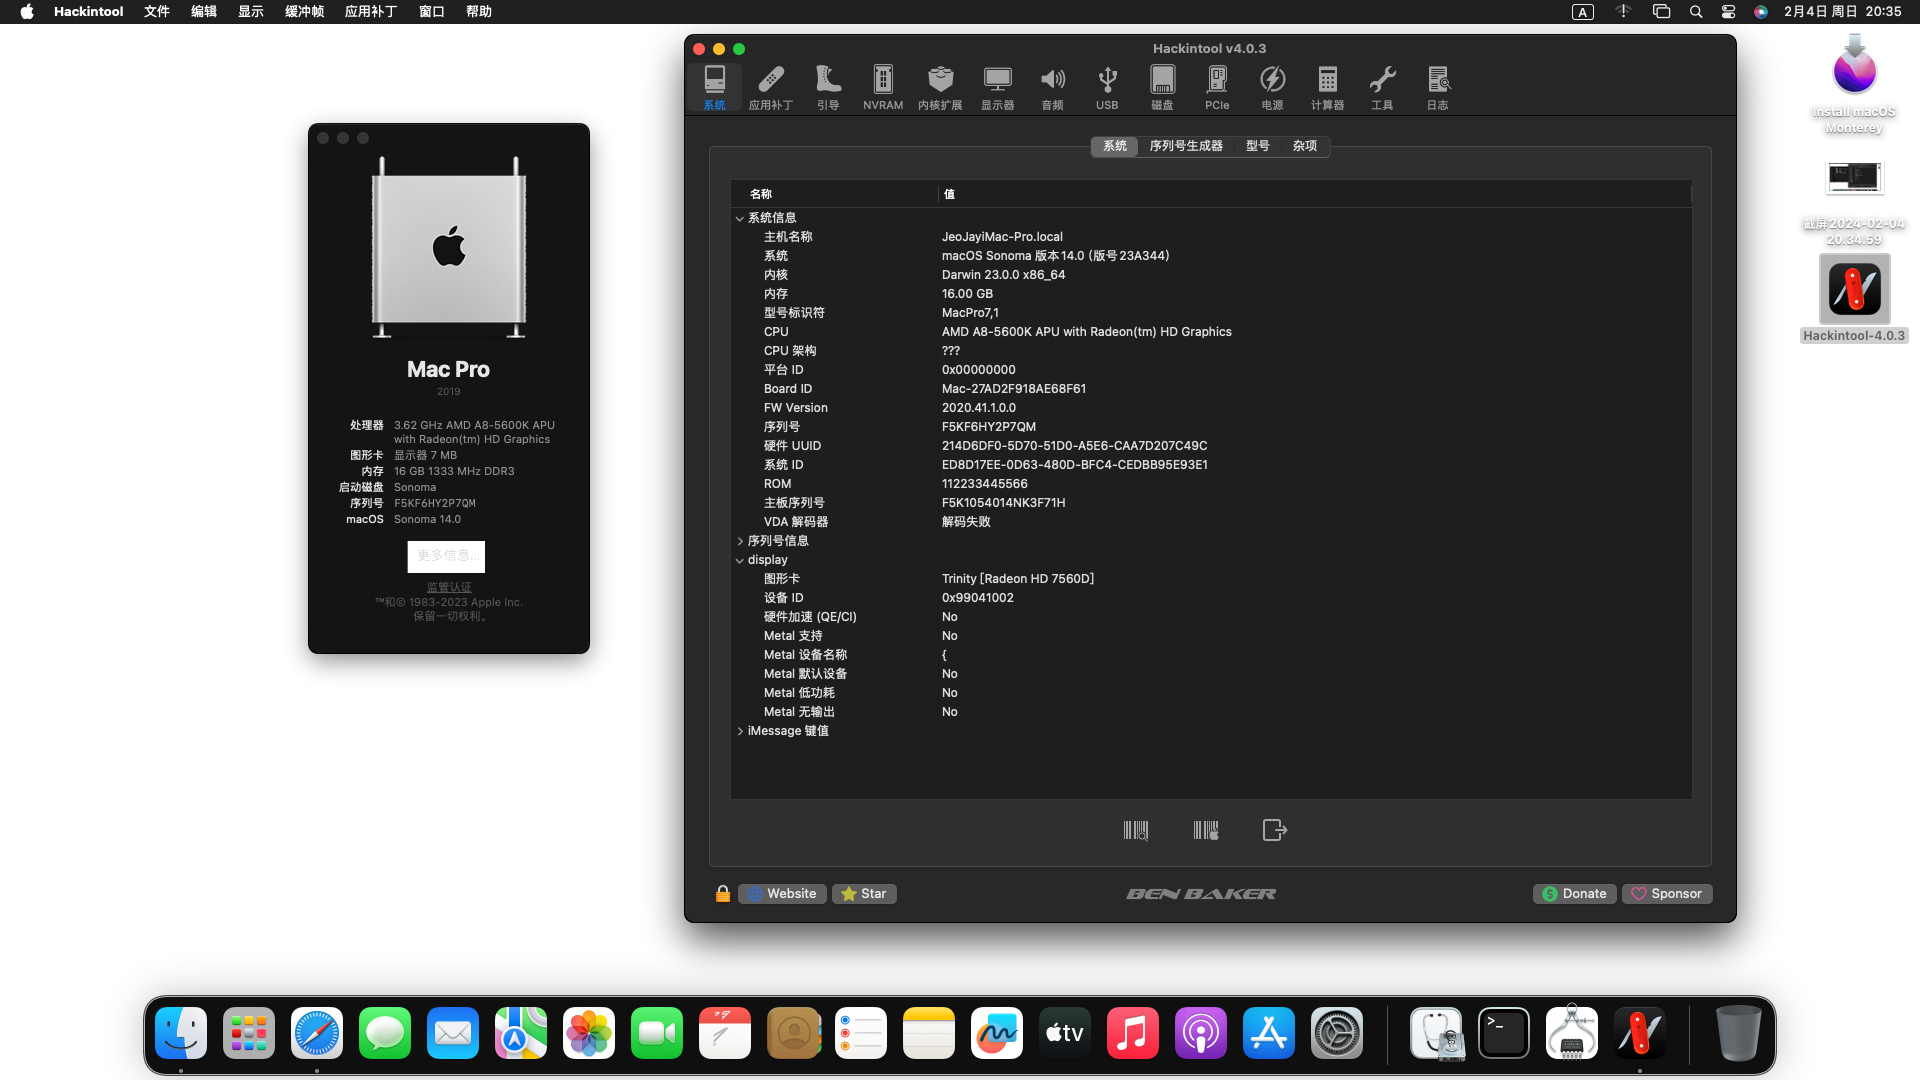 Hackintool 文件 编辑 显示 缓冲帧 应用补丁 窗口 帮助
A 2月4日 周日 20:35
Hackintool v4.0.3
系统 应用补丁 引导 NVRAM 内核扩展 显示器 音频 USB 磁盘 PCIe 电源 计算器 工具 日志
系统 序列号生成器 型号 杂项
名称 值
系统信息
主机名称 JeoJayiMac-Pro.local
系统 macOS Sonoma 版本14.0 (版号23A344)
内核 Darwin 23.0.0 x86_64
内存 16.00 GB
型号标识符 MacPro7,1
CPU AMD A8-5600K APU with Radeon(tm) HD Graphics
CPU 架构 ???
平台 ID 0x00000000
Board ID Mac-27AD2F918AE68F61
FW Version 2020.41.1.0.0
序列号 F5KF6HY2P7QM
硬件 UUID 214D6DF0-5D70-51D0-A5E6-CAA7D207C49C
系统 ID ED8D17EE-0D63-480D-BFC4-CEDBB95E93E1
ROM 112233445566
主板序列号 F5K1054014NK3F71H
VDA 解码器 解码失败
序列号信息
display
图形卡 Trinity [Radeon HD 7560D]
设备 ID 0x99041002
硬件加速 (QE/CI) No
Metal 支持 No
Metal 设备名称 {
Metal 默认设备 No
Metal 低功耗 No
Metal 无输出 No
iMessage 键值
Website Star BEN BAKER Donate Sponsor
Mac Pro
2019
处理器 3.62 GHz AMD A8-5600K APU
with Radeon(tm) HD Graphics
图形卡 显示器 7 MB
内存 16 GB 1333 MHz DDR3
启动磁盘 Sonoma
序列号 F5KF6HY2P7QM
macOS Sonoma 14.0
更多信息...
监管认证
™和© 1983-2023 Apple Inc.
保留一切权利。
Install macOS
Monterey
截屏2024-02-04
20.34.59
Hackintool-4.0.3
tv
>_